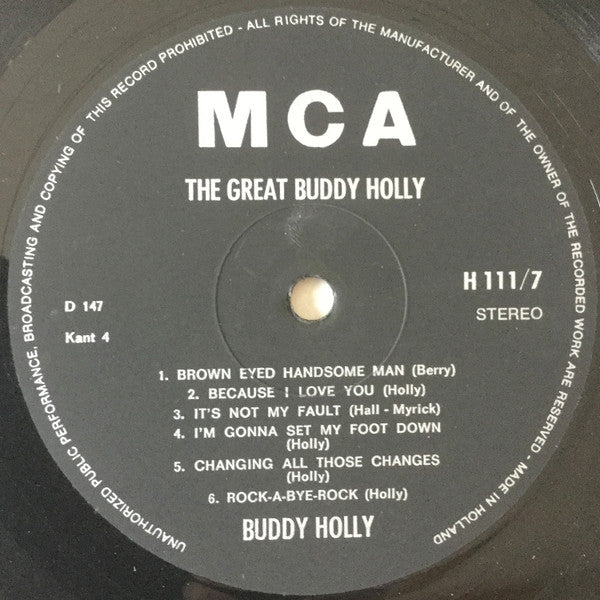 MCA
THE GREAT BUDDY HOLLY
D 147
Kant 4
H 111/7
STEREO
1. BROWN EYED HANDSOME MAN (Berry)
2. BECAUSE I LOVE YOU (Holly)
3. IT'S NOT MY FAULT (Hall - Myrick)
4. I'M GONNA SET MY FOOT DOWN
(Holly)
5. CHANGING ALL THOSE CHANGES
(Holly)
6. ROCK-A-BYE-ROCK (Holly)
BUDDY HOLLY
UNAUTHORIZED PUBLIC PERFORMANCE, BROADCASTING AND COPYING OF THIS RECORD PROHIBITED - ALL RIGHTS OF THE MANUFACTURER AND OF THE OWNER OF THE RECORDED WORK ARE RESERVED - MADE IN HOLLAND